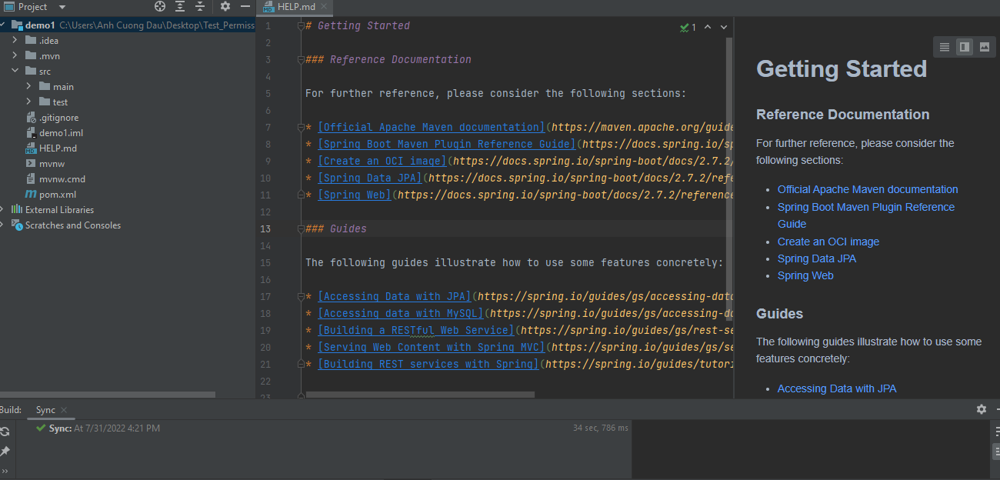 Project
HELP.md
demo1 C:\Users\Anh Cuong Dau\Desktop\Test_Permiss
.idea
.mvn
src
main
test
.gitignore
demo1.iml
HELP.md
mvnw
mvnw.cmd
pom.xml
External Libraries
Scratches and Consoles
1 # Getting Started
1
2
3 ### Reference Documentation
4
5 For further reference, please consider the following sections:
6
7 * [Official Apache Maven documentation](https://maven.apache.org/guide
8 * [Spring Boot Maven Plugin Reference Guide](https://docs.spring.io/sp
9 * [Create an OCI image](https://docs.spring.io/spring-boot/docs/2.7.2/
10 * [Spring Data JPA](https://docs.spring.io/spring-boot/docs/2.7.2/refe
11 * [Spring Web](https://docs.spring.io/spring-boot/docs/2.7.2/reference
12
13 ### Guides
14
15 The following guides illustrate how to use some features concretely:
16
17 * [Accessing Data with JPA](https://spring.io/guides/gs/accessing-data
18 * [Accessing data with MySQL](https://spring.io/guides/gs/accessing-da
19 * [Building a RESTful Web Service](https://spring.io/guides/gs/rest-se
20 * [Serving Web Content with Spring MVC](https://spring.io/guides/gs/se
21 * [Building REST services with Spring](https://spring.io/guides/tutori
22
23
Getting Started
Reference Documentation
For further reference, please consider the
following sections:
• Official Apache Maven documentation
• Spring Boot Maven Plugin Reference
Guide
• Create an OCI image
• Spring Data JPA
• Spring Web
Guides
The following guides illustrate how to use some
features concretely:
• Accessing Data with JPA
Build: Sync
Sync: At 7/31/2022 4:21 PM 34 sec, 786 ms